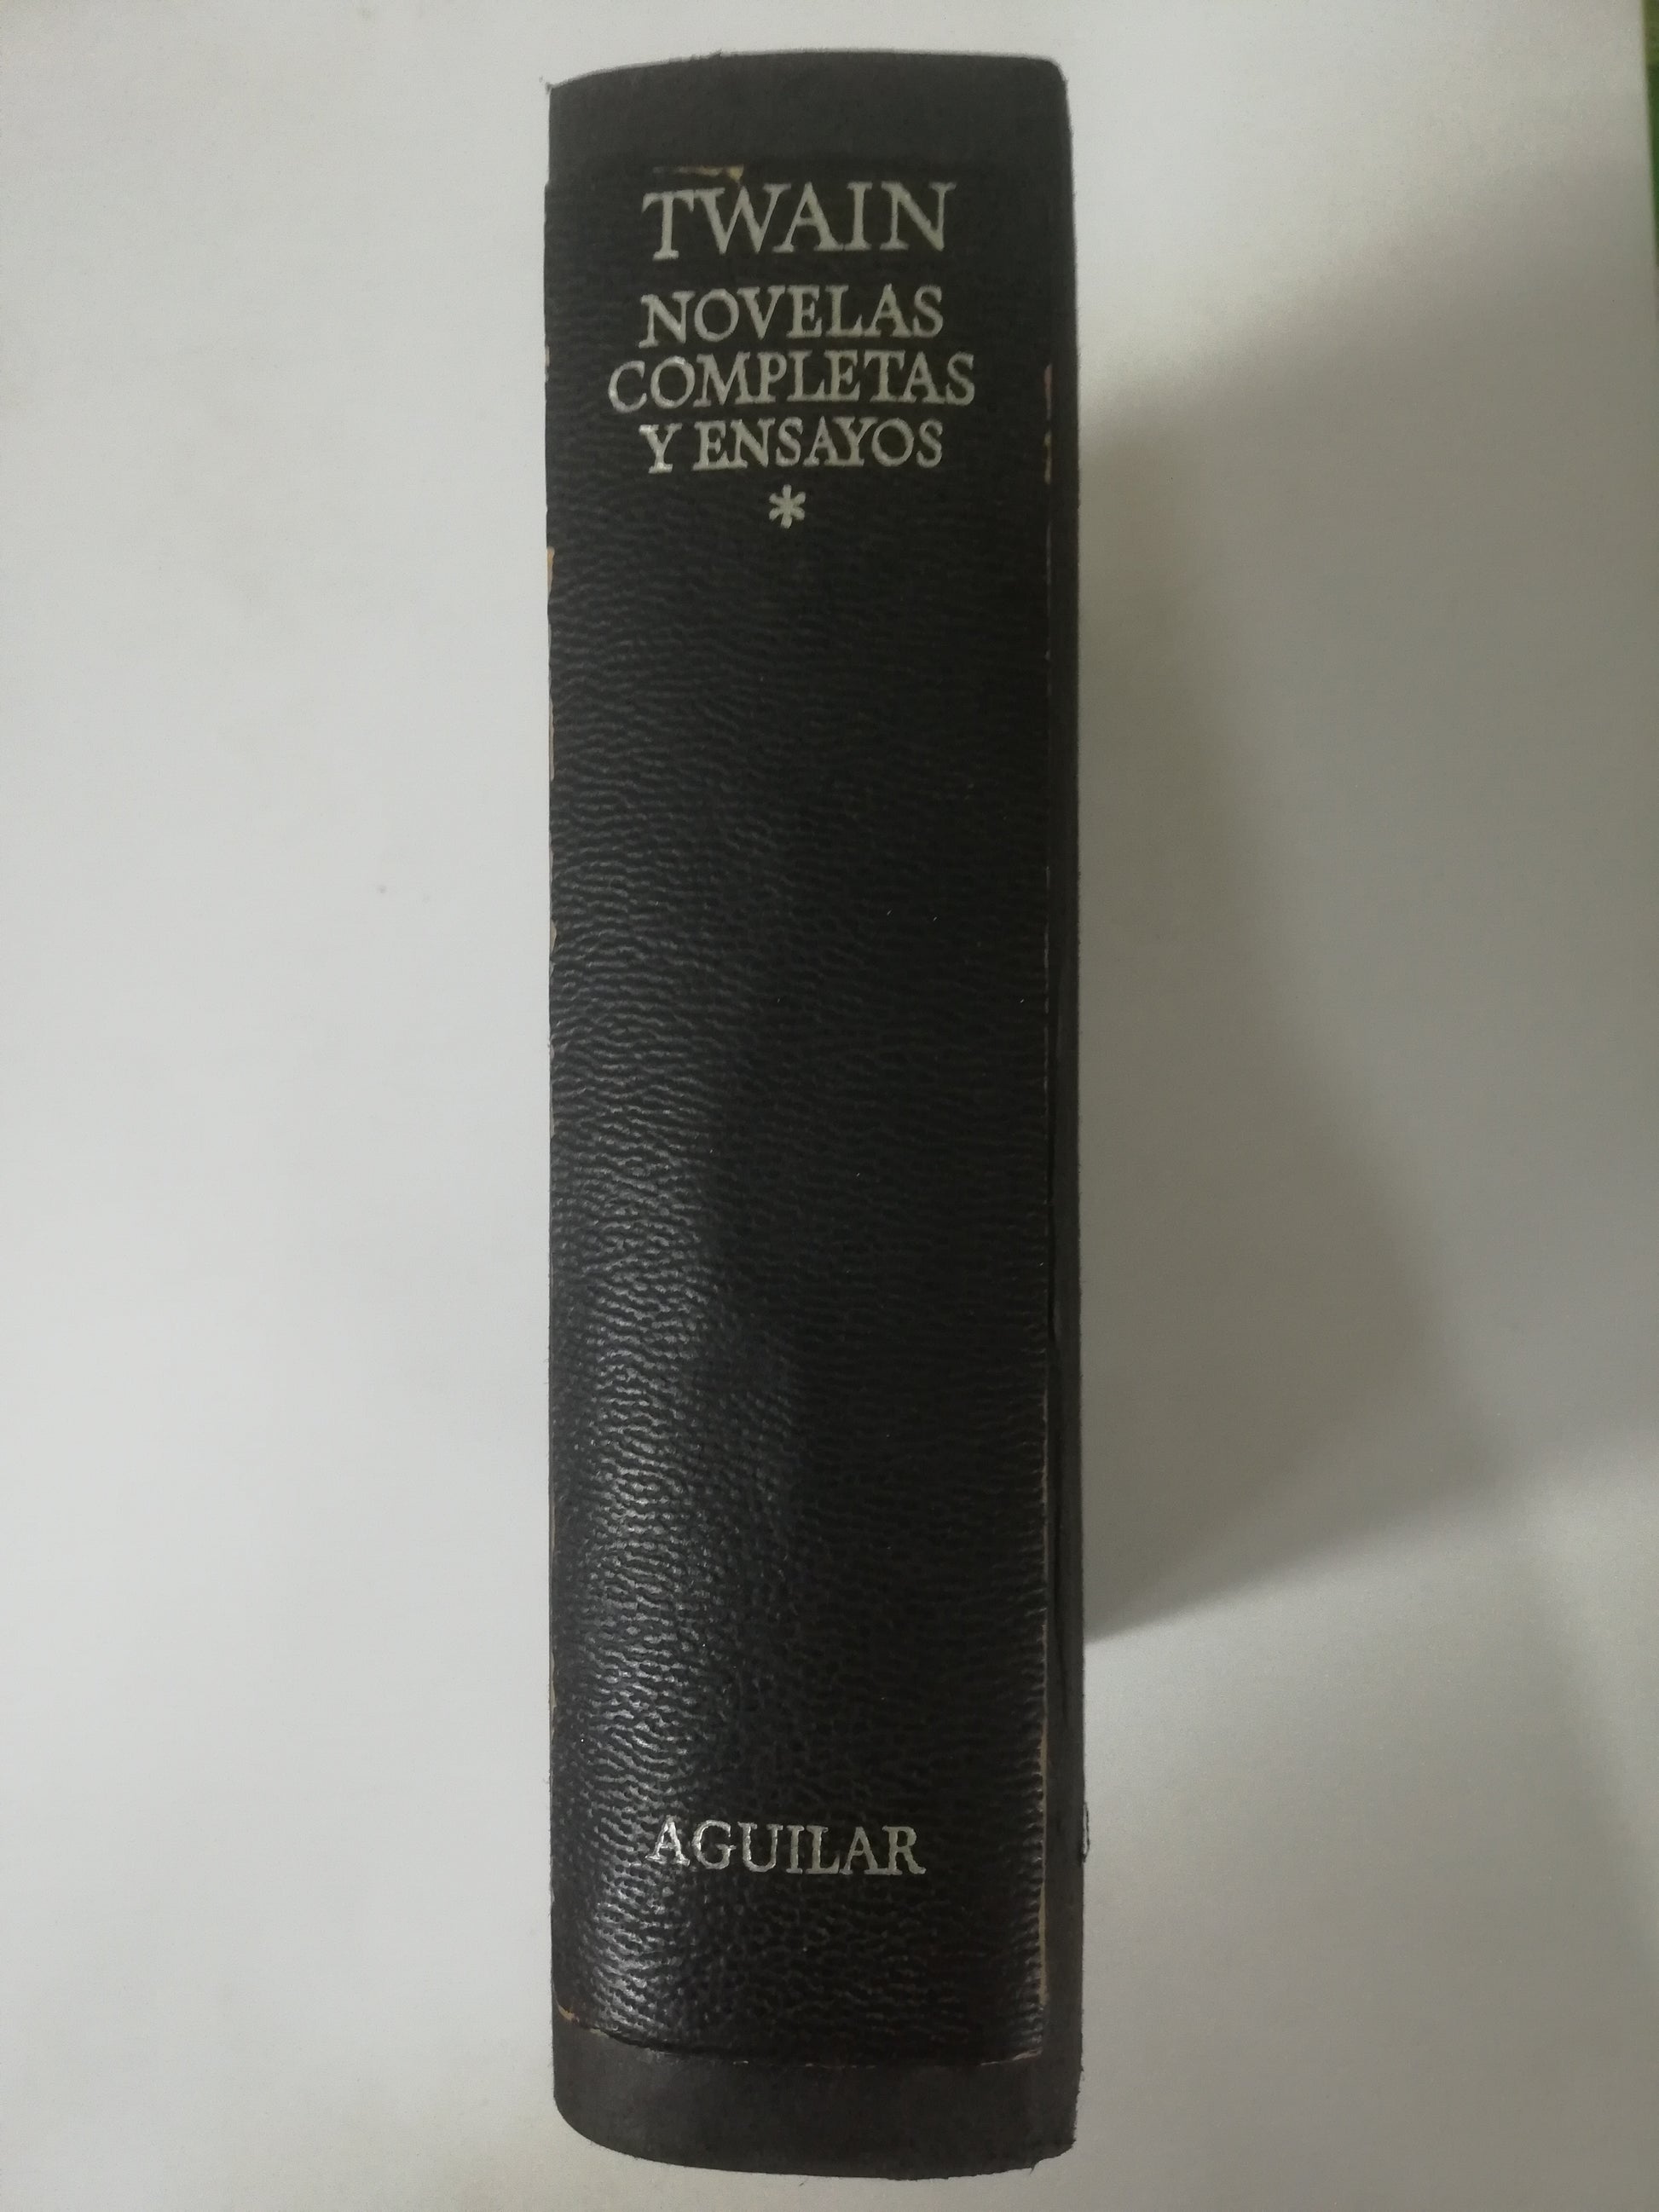 TWAIN
NOVELAS
COMPLETAS
Y ENSAYOS
*
AGUILAR